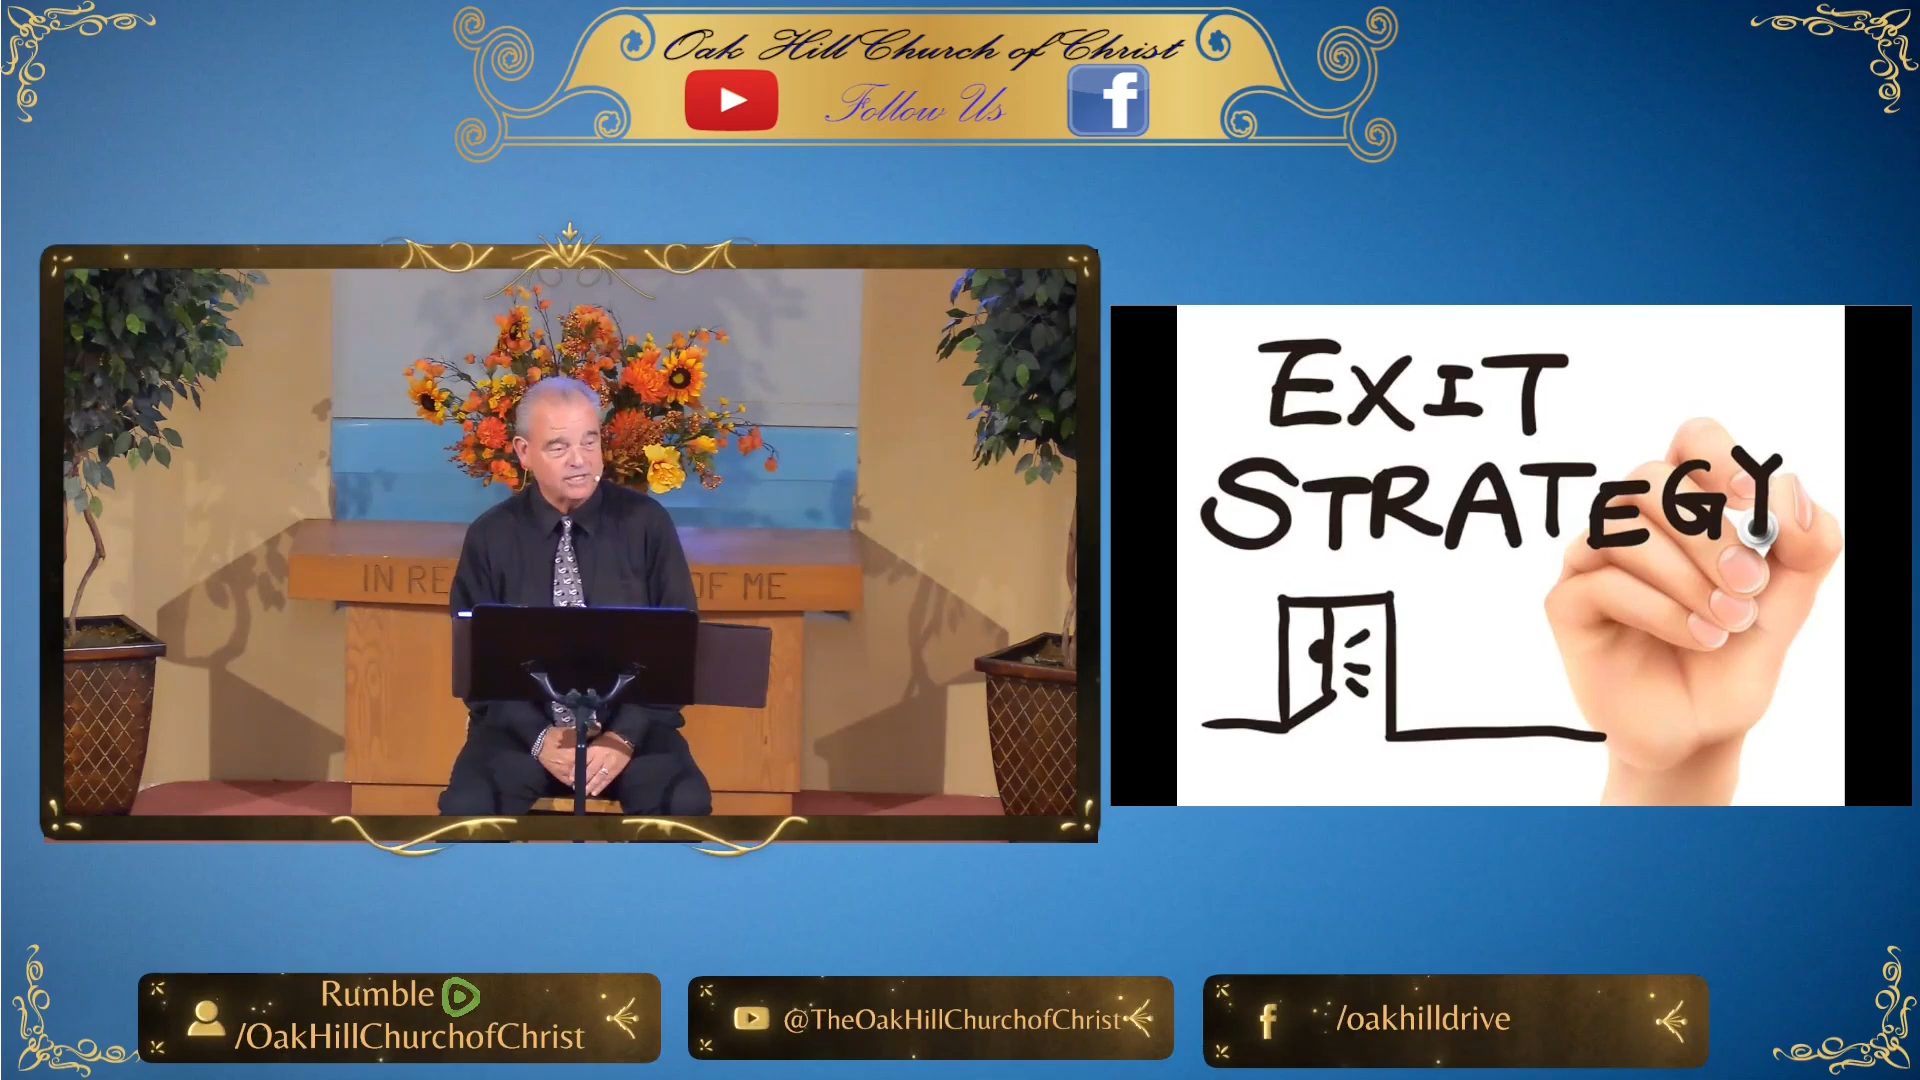 Oak Hill Church of Christ
Follow Us
IN RE
OF ME
EXIT
STRATEGY
Rumble
/OakHillChurchofChrist
@TheOakHillChurchofChrist
/oakhilldrive